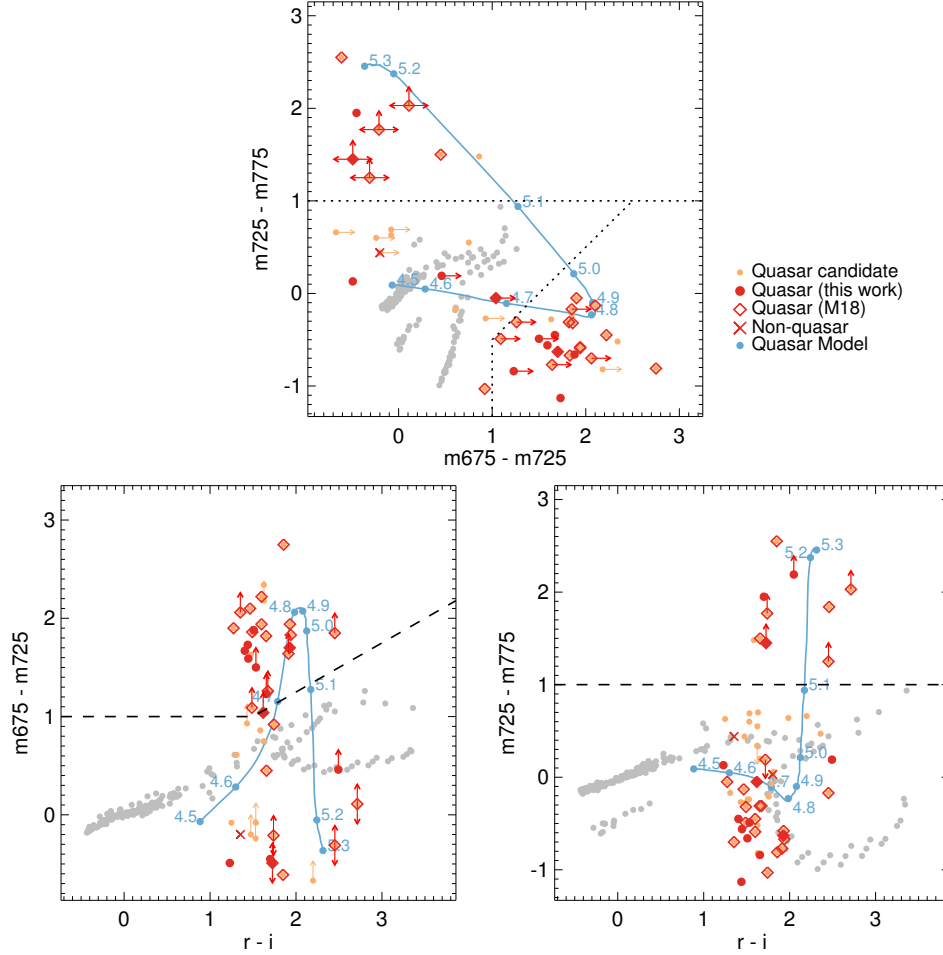 3
2
1
0
-1
m725 - m775
5.3
5.2
5.1
5.0
4.9
4.8
4.7
4.6
4.5
0 1 2 3
m675 - m725
Quasar candidate
Quasar (this work)
Quasar (M18)
Non-quasar
Quasar Model
3
2
1
0
m675 - m725
4.8
4.9
5.0
4.7
5.1
4.6
4.5
5.2
5.3
0 1 2 3
r - i
3
2
1
0
-1
m725 - m775
5.3
5.2
5.1
5.0
4.5
4.6
4.7
4.9
4.8
0 1 2 3
r - i